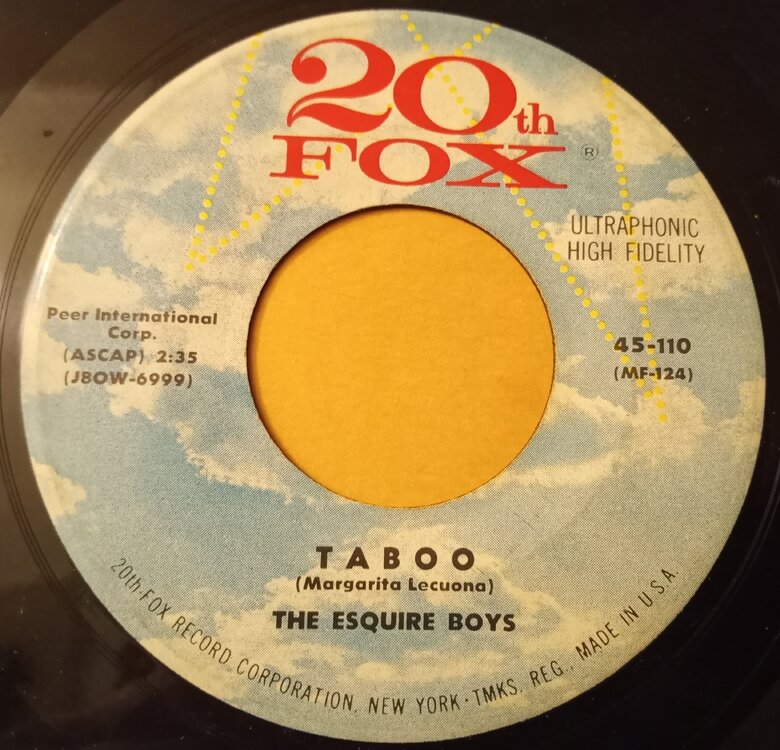 20th
FOX ®
ULTRAPHONIC
HIGH FIDELITY
Peer International
Corp.
(ASCAP) 2:35
(J8OW-6999)
45-110
(MF-124)
TABOO
(Margarita Lecuona)
THE ESQUIRE BOYS
20th-FOX RECORD CORPORATION, NEW YORK · TMKS. REG., MADE IN U.S.A.